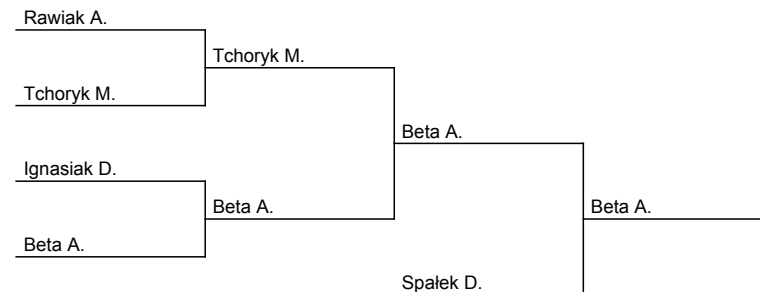 Rawiak A.
Tchoryk M.
Tchoryk M.
Beta A.
Ignasiak D.
Beta A.
Beta A.
Beta A.
Spałek D.